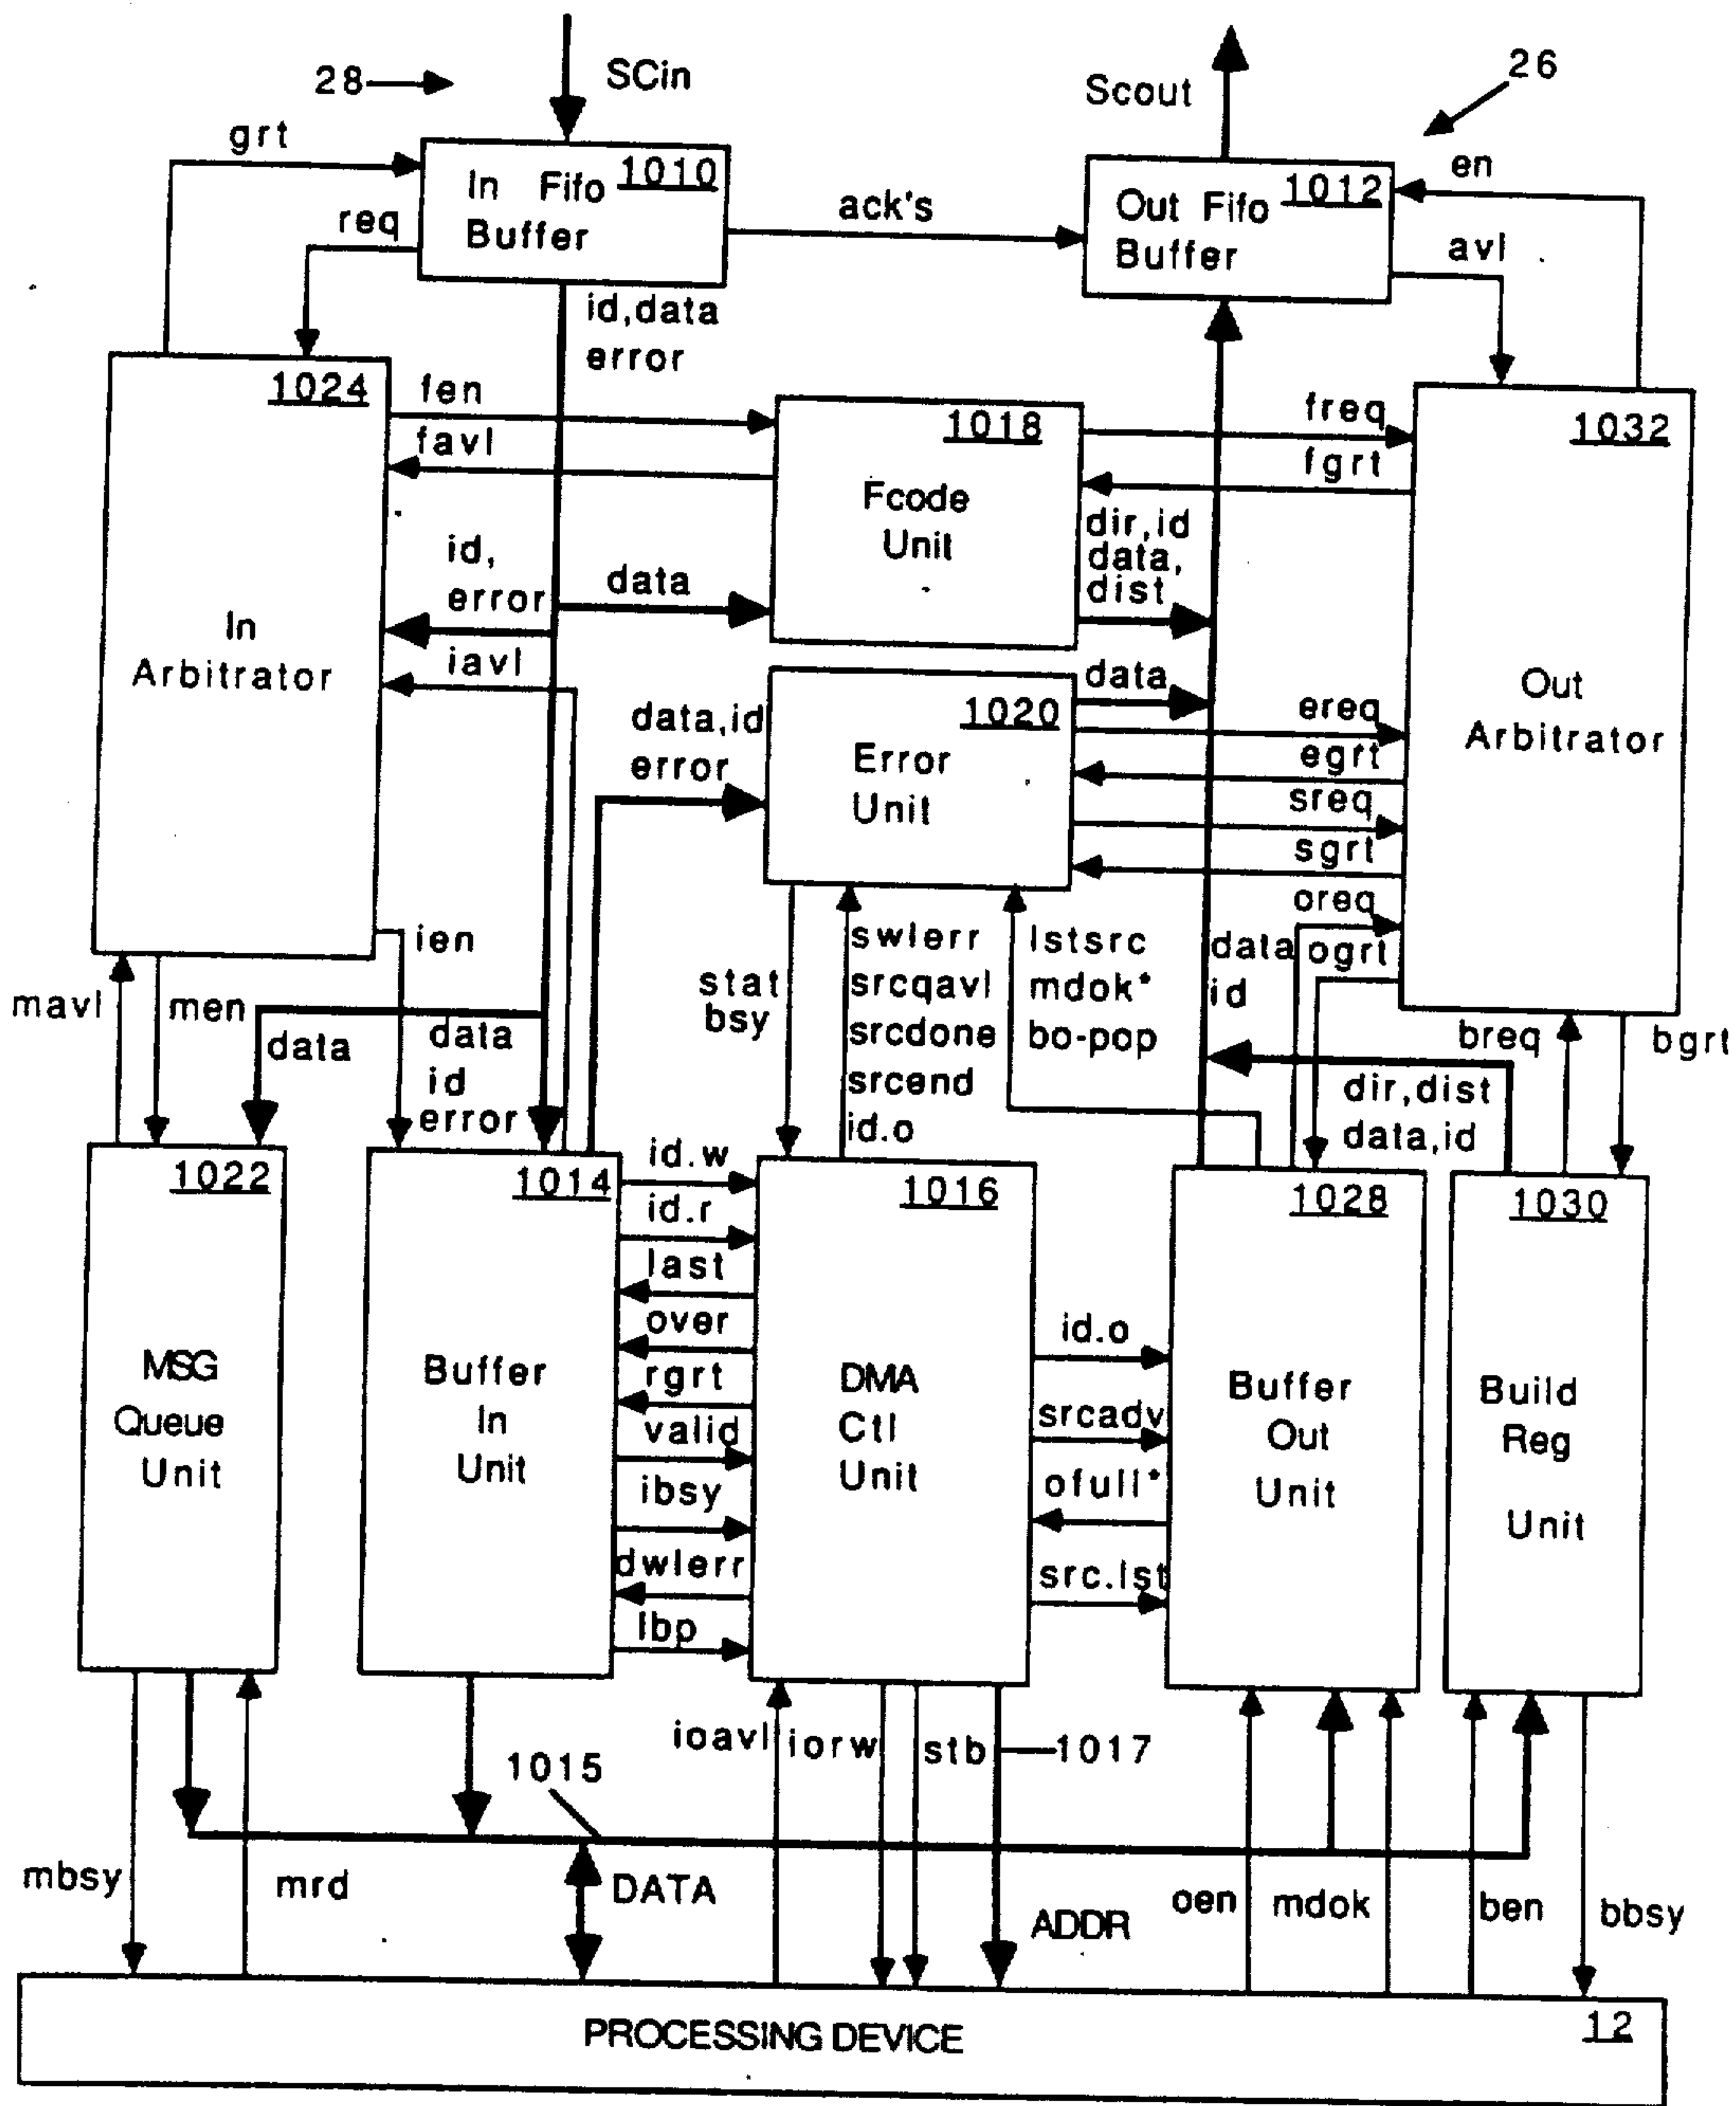 28
SCin
Scout
26
grt
In Fifo
Buffer
1010
req
ack's
Out Fifo
Buffer
1012
en
avl
id,data
error
1024
In
Arbitrator
fen
favl
id,
error
data
iavl
1018
Fcode
Unit
freq
fgrt
dir,id
data,
dist
1032
Out
Arbitrator
data,id
error
1020
Error
Unit
data
ereq
egrt
sreq
sgrt
oreq
ogrt
ien
mavl
men
data
data
id
error
stat
bsy
swlerr
srcqavl
srcdone
srcend
id.o
lstsrc
mdok*
bo-pop
data
id
breq
bgrt
dir,dist
data,id
1022
MSG
Queue
Unit
1014
Buffer
In
Unit
id.w
id.r
last
over
rgrt
valid
ibsy
dwlerr
lbp
1016
DMA
Ctl
Unit
id.o
srcadv
ofull*
src.lst
1028
Buffer
Out
Unit
1030
Build
Reg
Unit
ioavl
iorw
stb
1017
1015
mbsy
mrd
DATA
ADDR
oen
mdok
ben
bbsy
PROCESSING DEVICE
12